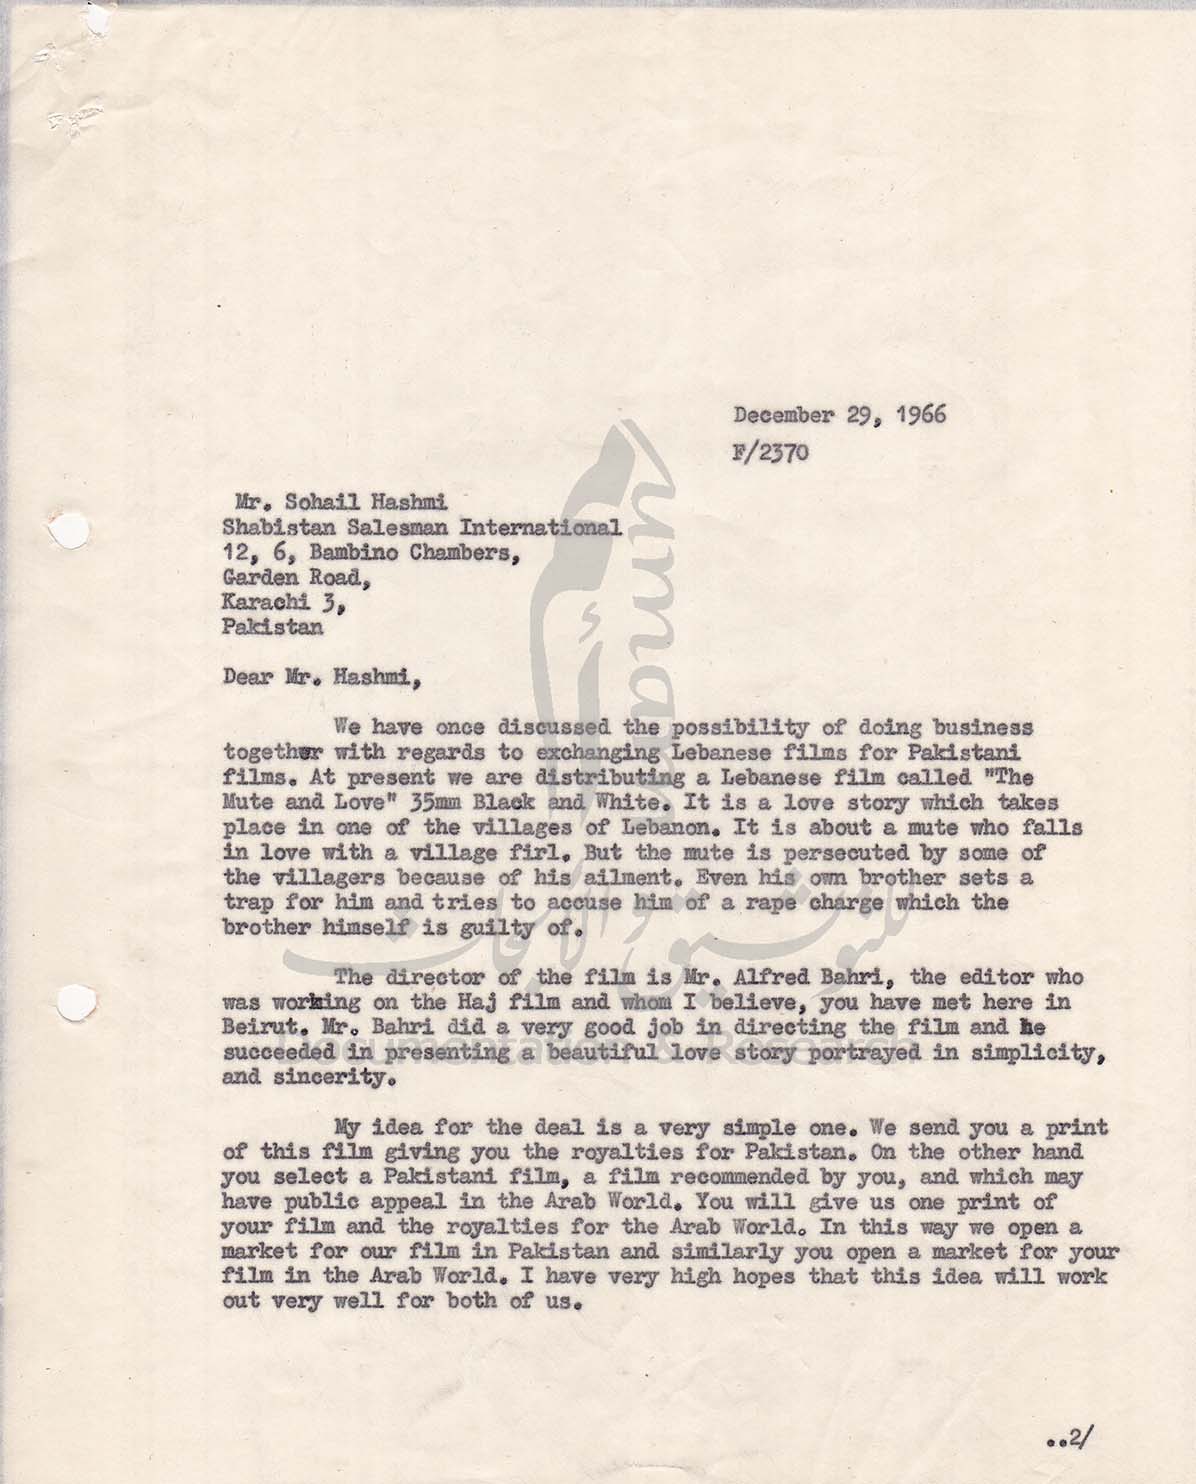 December 29, 1966
F/2370
Mr. Sohail Hashmi
Shabistan Salesman International
12, 6, Bambino Chambers,
Garden Road,
Karachi 3,
Pakistan
Dear Mr. Hashmi,
We have once discussed the possibility of doing business
together with regards to exchanging Lebanese films for Pakistani
films. At present we are distributing a Lebanese film called "The
Mute and Love" 35mm Black and White. It is a love story which takes
place in one of the villages of Lebanon. It is about a mute who falls
in love with a village firl. But the mute is persecuted by some of
the villagers because of his ailment. Even his own brother sets a
trap for him and tries to accuse him of a rape charge which the
brother himself is guilty of.
The director of the film is Mr. Alfred Bahri, the editor who
was working on the Haj film and whom I believe, you have met here in
Beirut. Mr. Bahri did a very good job in directing the film and he
succeeded in presenting a beautiful love story portrayed in simplicity,
and sincerity.
My idea for the deal is a very simple one. We send you a print
of this film giving you the royalties for Pakistan. On the other hand
you select a Pakistani film, a film recommended by you, and which may
have public appeal in the Arab World. You will give us one print of
your film and the royalties for the Arab World. In this way we open a
market for our film in Pakistan and similarly you open a market for your
film in the Arab World. I have very high hopes that this idea will work
out very well for both of us.
..2/
umam
أمم
للتوثيق والأبحاث
Documentation & Research